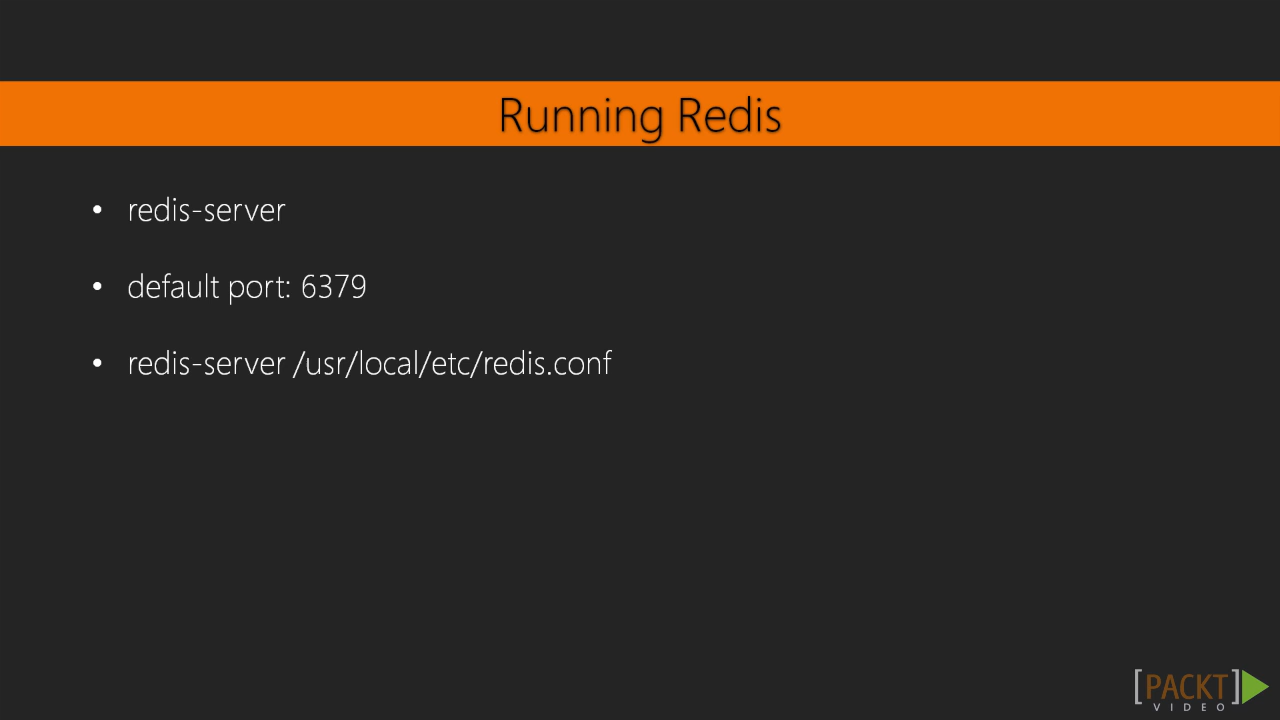 Running Redis
• redis-server
• default port: 6379
• redis-server /usr/local/etc/redis.conf
[PACKT]
VIDEO